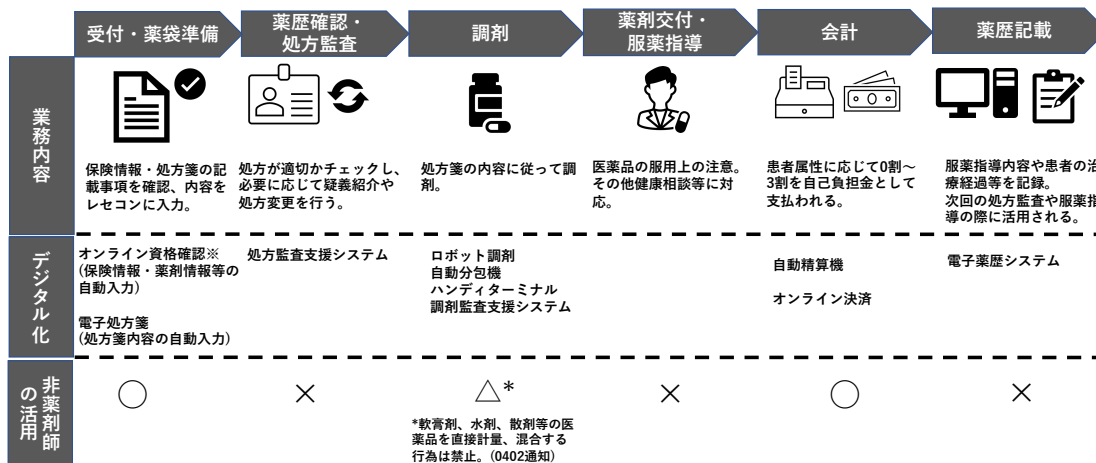 受付・薬袋準備
薬歴確認・
処方監査
調剤
薬剤交付・
服薬指導
会計
薬歴記載
業務内容
保険情報・処方箋の記
載事項を確認、内容を
レセコンに入力。
処方が適切かチェックし、
必要に応じて疑義紹介や
処方変更を行う。
処方箋の内容に従って調
剤。
医薬品の服用上の注意。
その他健康相談等に対
応。
患者属性に応じて0割～
3割を自己負担金として
支払われる。
服薬指導内容や患者の治
療経過等を記録。
次回の処方監査や服薬指
導の際に活用される。
デジタル化
オンライン資格確認※
(保険情報・薬剤情報等の
自動入力)
電子処方箋
(処方箋内容の自動入力)
処方監査支援システム
ロボット調剤
自動分包機
ハンディターミナル
調剤監査支援システム
自動精算機
オンライン決済
電子薬歴システム
非薬剤師
の活用
○
×
△*
*軟膏剤、水剤、散剤等の医
薬品を直接計量、混合する
行為は禁止。(0402通知)
×
○
×